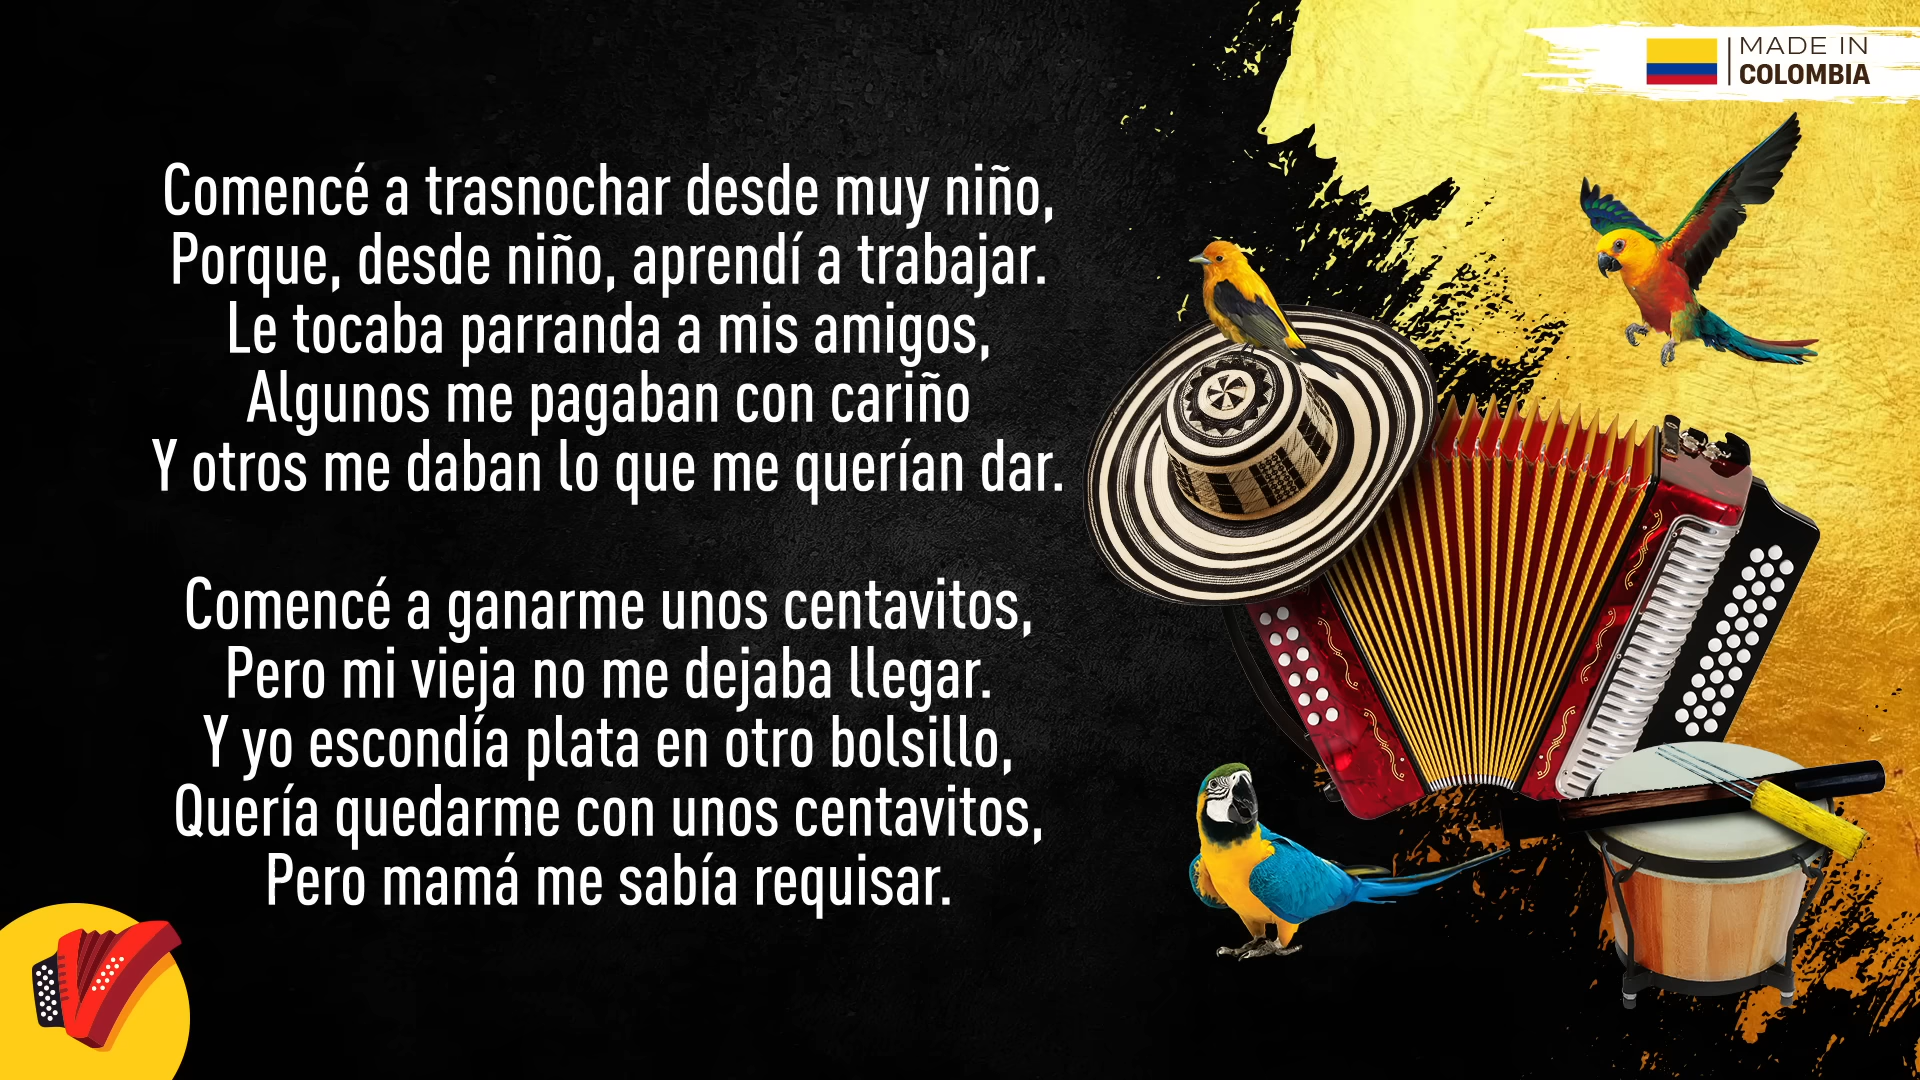 MADE IN
COLOMBIA
Comencé a trasnochar desde muy niño,
Porque, desde niño, aprendí a trabajar.
Le tocaba parranda a mis amigos,
Algunos me pagaban con cariño
Y otros me daban lo que me querían dar.
Comencé a ganarme unos centavitos,
Pero mi vieja no me dejaba llegar.
Y yo escondía plata en otro bolsillo,
Quería quedarme con unos centavitos,
Pero mamá me sabía requisar.